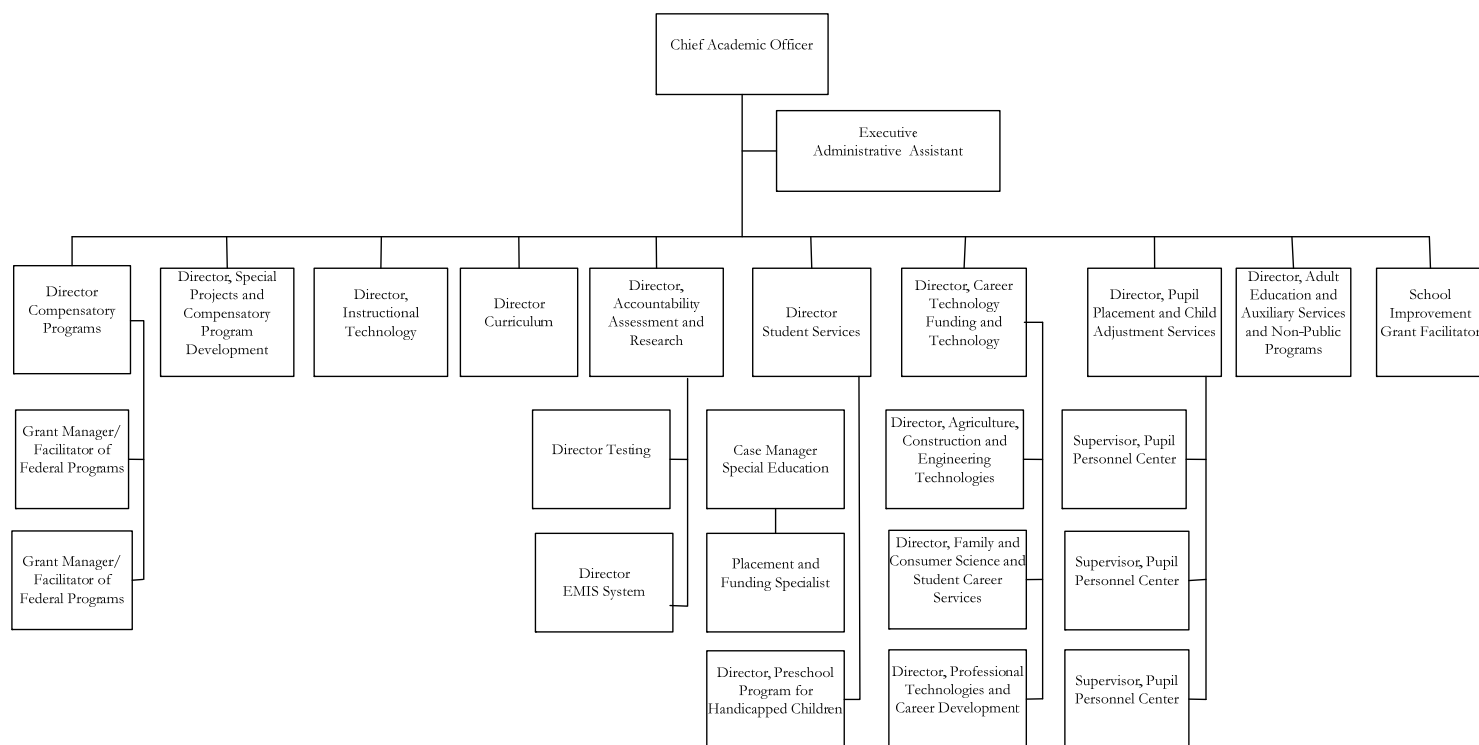 Chief Academic Officer
Executive
Administrative Assistant
Director
Compensatory
Programs
Director, Special
Projects and
Compensatory
Program
Development
Director,
Instructional
Technology
Director
Curriculum
Director,
Accountability
Assessment and
Research
Director
Student Services
Director, Career
Technology
Funding and
Technology
Director, Pupil
Placement and Child
Adjustment Services
Director, Adult
Education and
Auxiliary Services
and Non-Public
Programs
School
Improvement
Grant Facilitator
Grant Manager/
Facilitator of
Federal Programs
Director Testing
Case Manager
Special Education
Director, Agriculture,
Construction and
Engineering
Technologies
Supervisor, Pupil
Personnel Center
Grant Manager/
Facilitator of
Federal Programs
Director
EMIS System
Placement and
Funding Specialist
Director, Family and
Consumer Science and
Student Career
Services
Supervisor, Pupil
Personnel Center
Director, Preschool
Program for
Handicapped Children
Director, Professional
Technologies and
Career Development
Supervisor, Pupil
Personnel Center